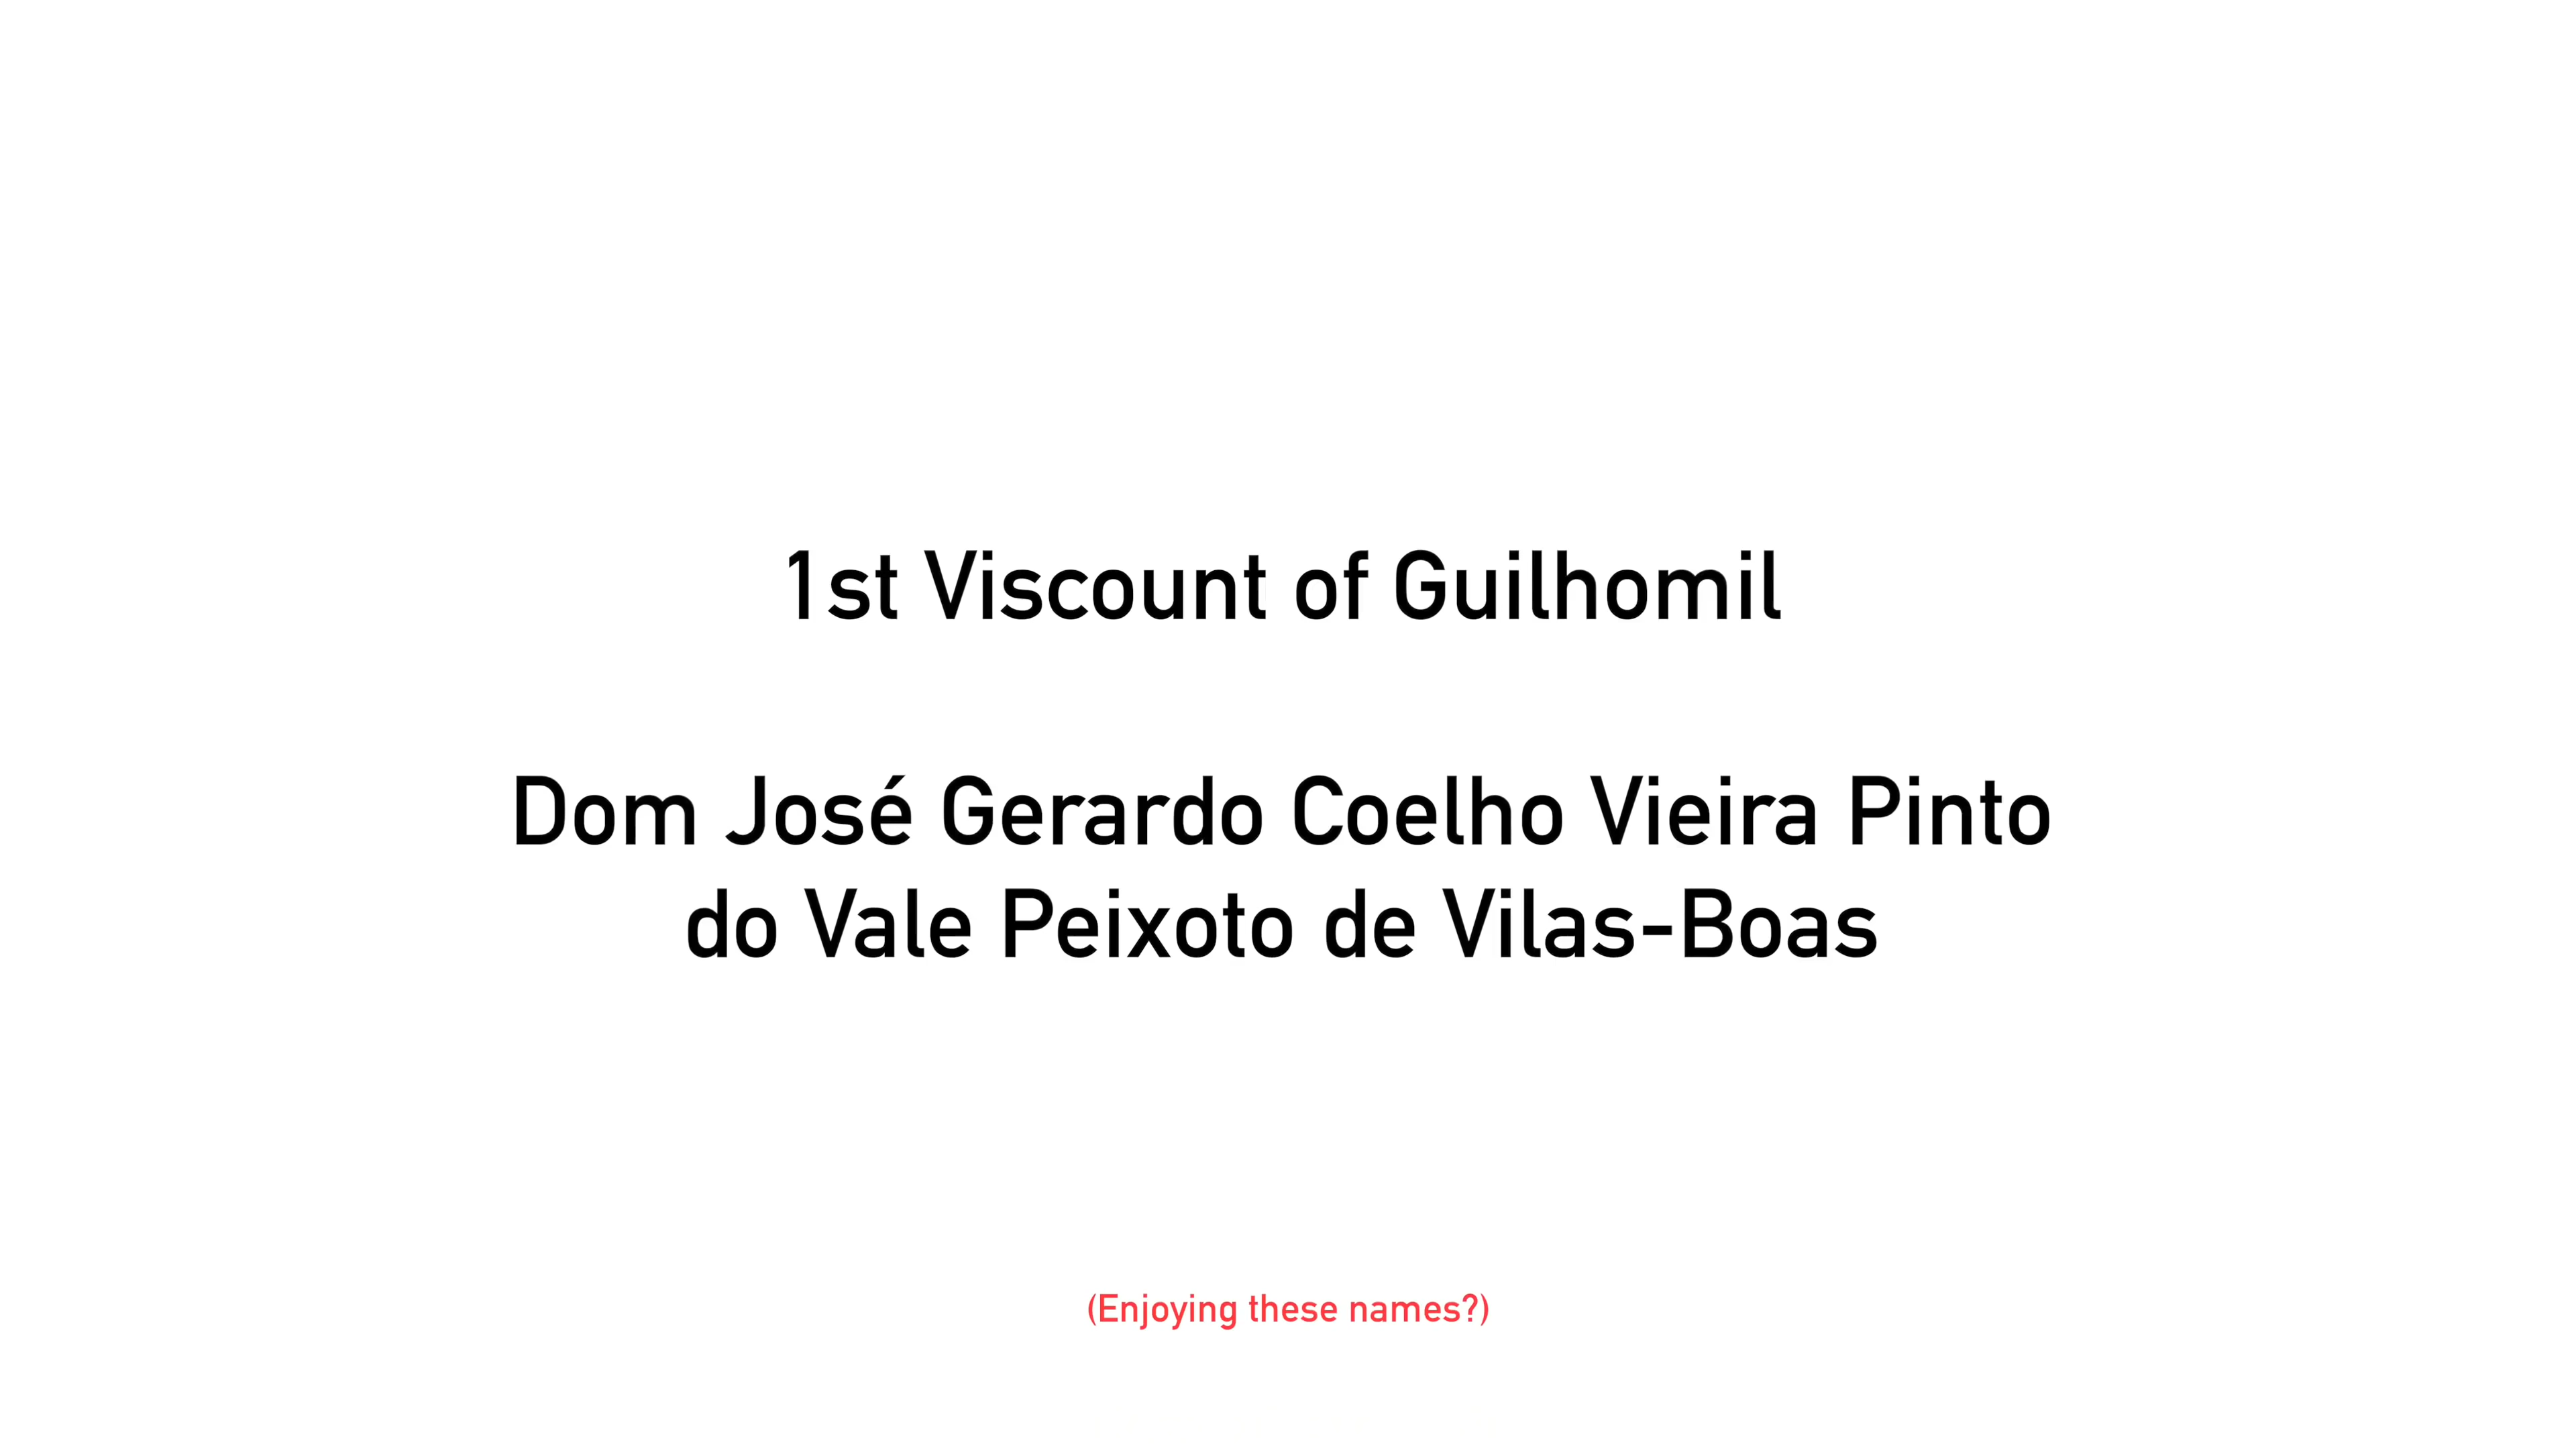 1st Viscount of Guilhomil
Dom José Gerardo Coelho Vieira Pinto
do Vale Peixoto de Vilas-Boas
(Enjoying these names?)